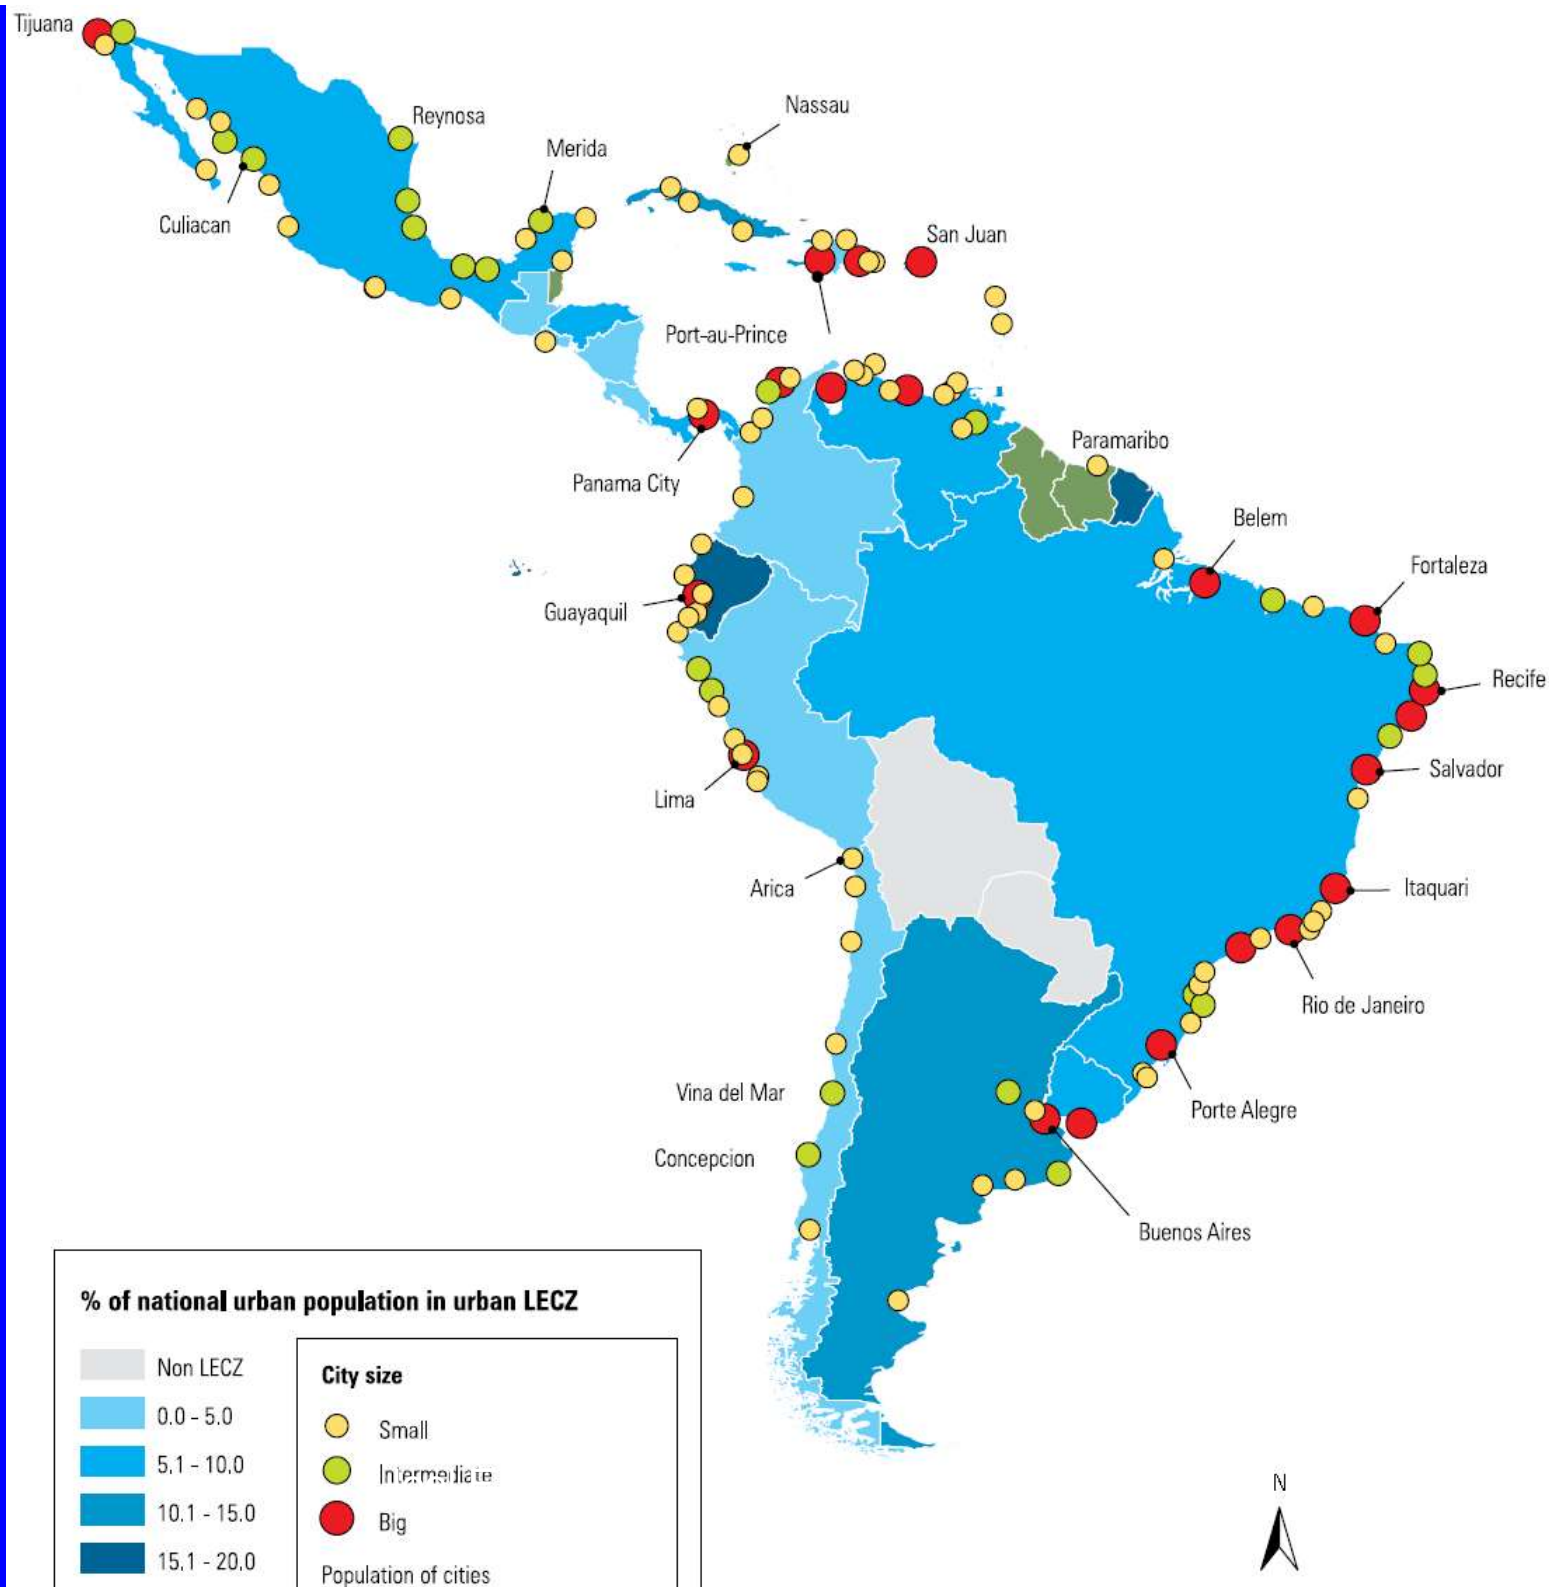 Tijuana
Reynosa
Nassau
Merida
Culiacan
San Juan
Port-au-Prince
Paramaribo
Panama City
Belem
Fortaleza
Guayaquil
Recife
Salvador
Lima
Arica
Itaquari
Rio de Janeiro
Vina del Mar
Porte Alegre
Concepcion
Buenos Aires
% of national urban population in urban LECZ
Non LECZ
0.0 - 5.0
5,1 - 10,0
10.1 - 15.0
15,1 - 20,0
City size
Small
Intermediate
Big
Population of cities
N